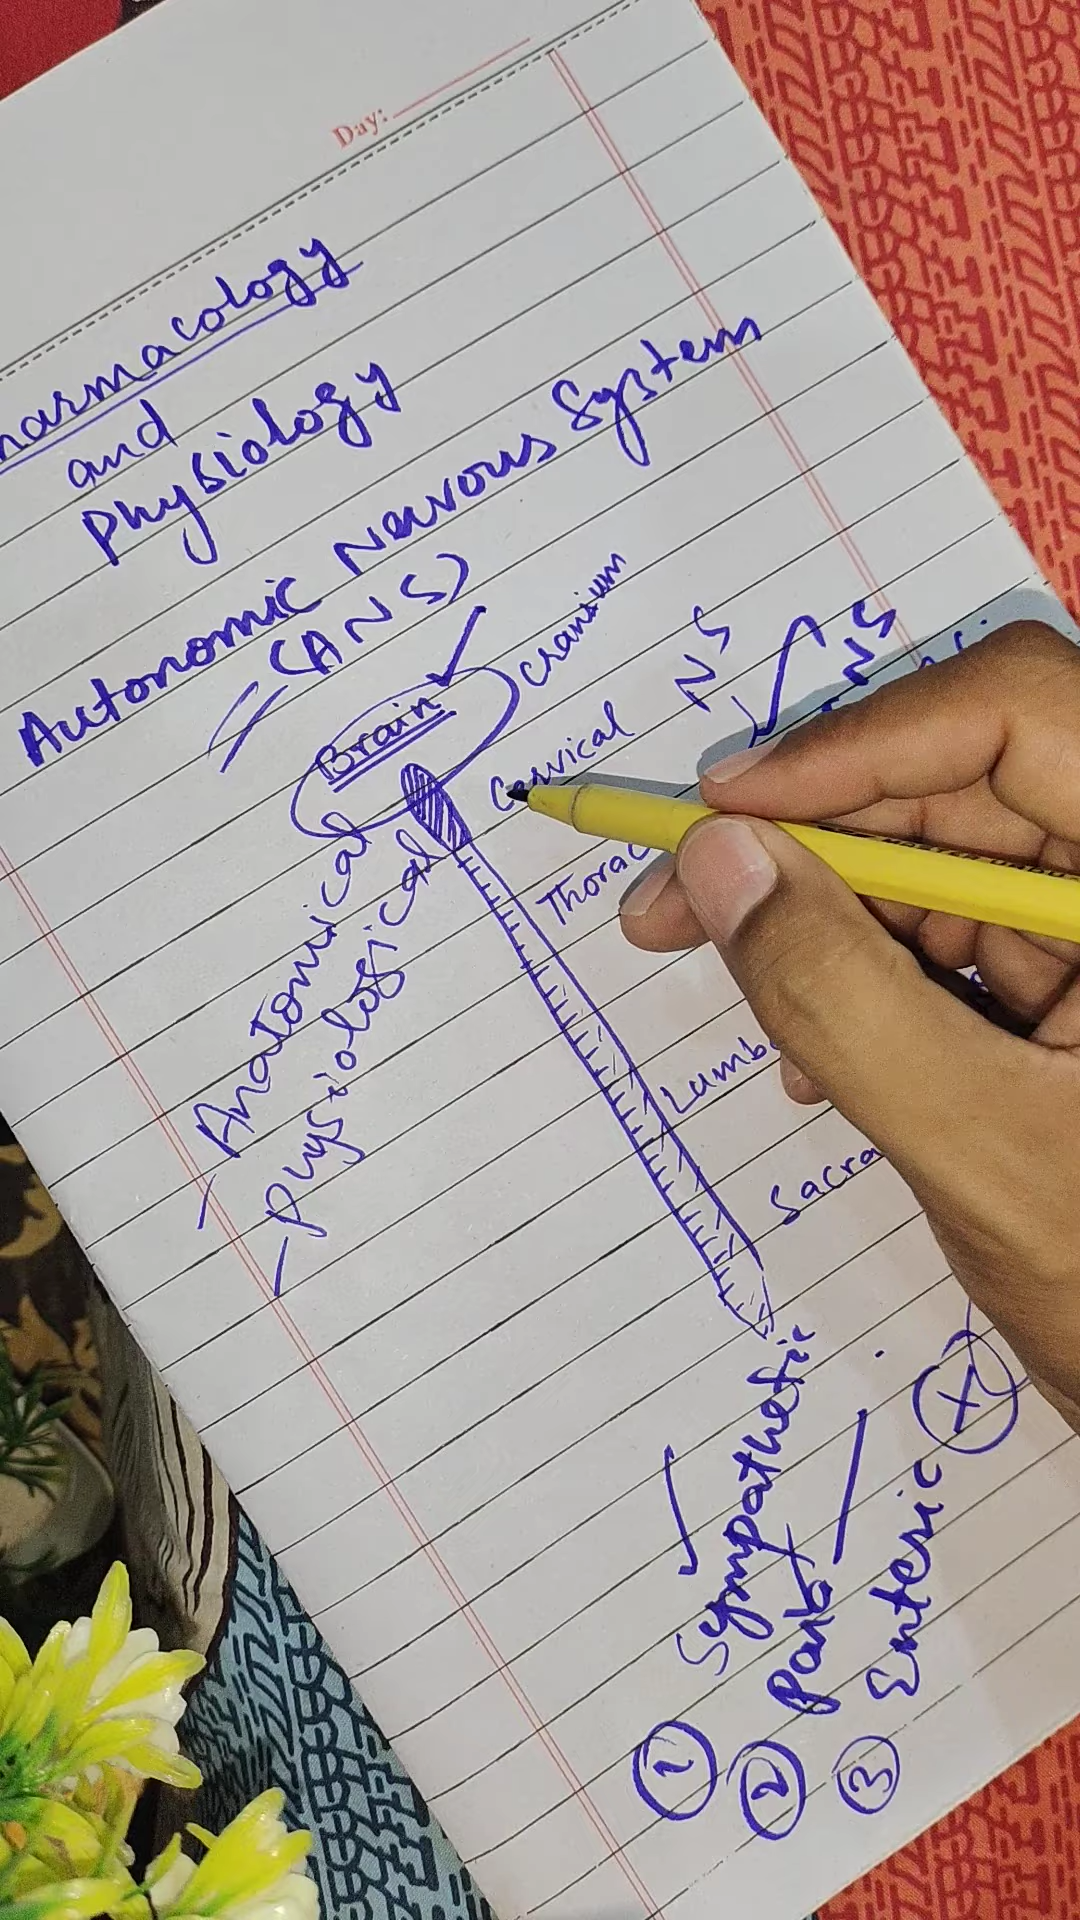 Day:
harmacology
and
Physiology
Autonomic Nervous System
(ANS)
Brain
Cranium
Cervical
NS
NS
Thorac
Lumb
Sacra
- Anatomical
- Physiological
1 Sympathetic
2
3 Enteric X